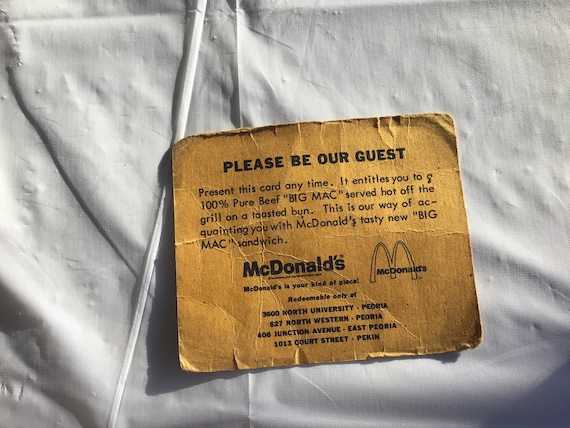 PLEASE BE OUR GUEST
Present this card any time. It entitles you to a
100% Pure Beef "BIG MAC" served hot off the
grill on a toasted bun. This is our way of ac-
quainting you with McDonald's tasty new "BIG
MAC" sandwich.
McDonald's®
McDonald's is your kind of place!
McDonald's
Redeemable only at
3600 NORTH UNIVERSITY - PEORIA
627 NORTH WESTERN - PEORIA
406 JUNCTION AVENUE - EAST PEORIA
1013 COURT STREET - PEKIN